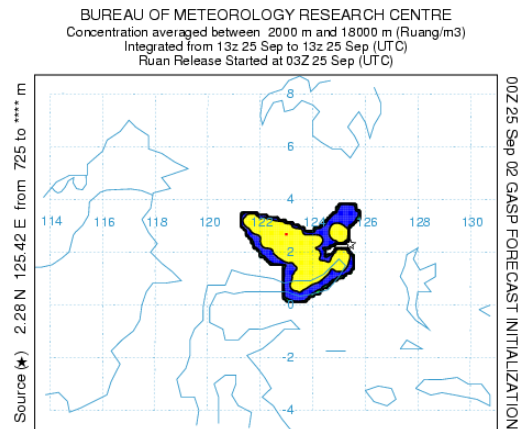 BUREAU OF METEOROLOGY RESEARCH CENTRE
Concentration averaged between 2000 m and 18000 m (Ruang/m3)
Integrated from 13z 25 Sep to 13z 25 Sep (UTC)
Ruan Release Started at 03Z 25 Sep (UTC)
Source (★) 2.28 N 125.42 E from 725 to **** m
00Z 25 Sep 02 GASP FORECAST INITIALIZATION
8
6
4
114 116 118 120 122 124 126 128 130
2
0
-2
-4